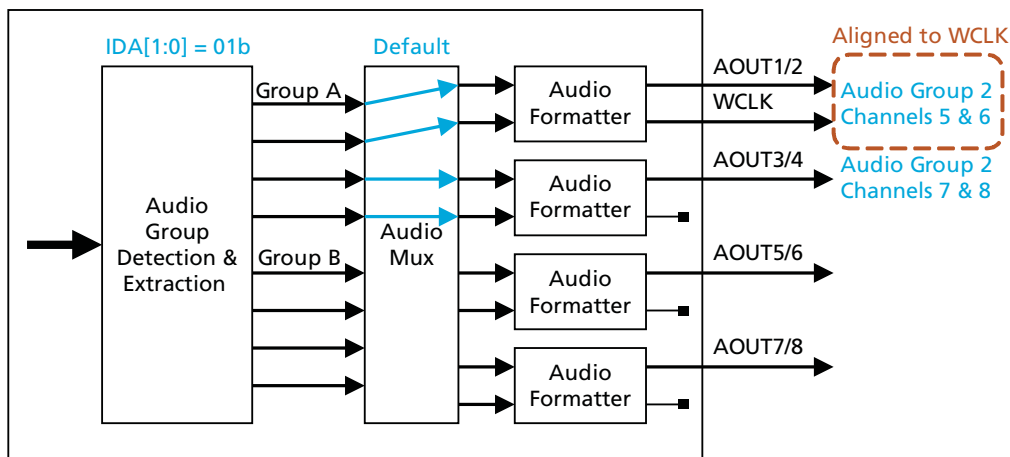 IDA[1:0] = 01b
Default
Aligned to WCLK
Group A
Audio
Formatter
AOUT1/2
WCLK
Audio Group 2
Channels 5 & 6
Audio
Formatter
AOUT3/4
Audio Group 2
Channels 7 & 8
Audio
Group
Detection &
Extraction
Group B
Audio
Mux
Audio
Formatter
AOUT5/6
Audio
Formatter
AOUT7/8